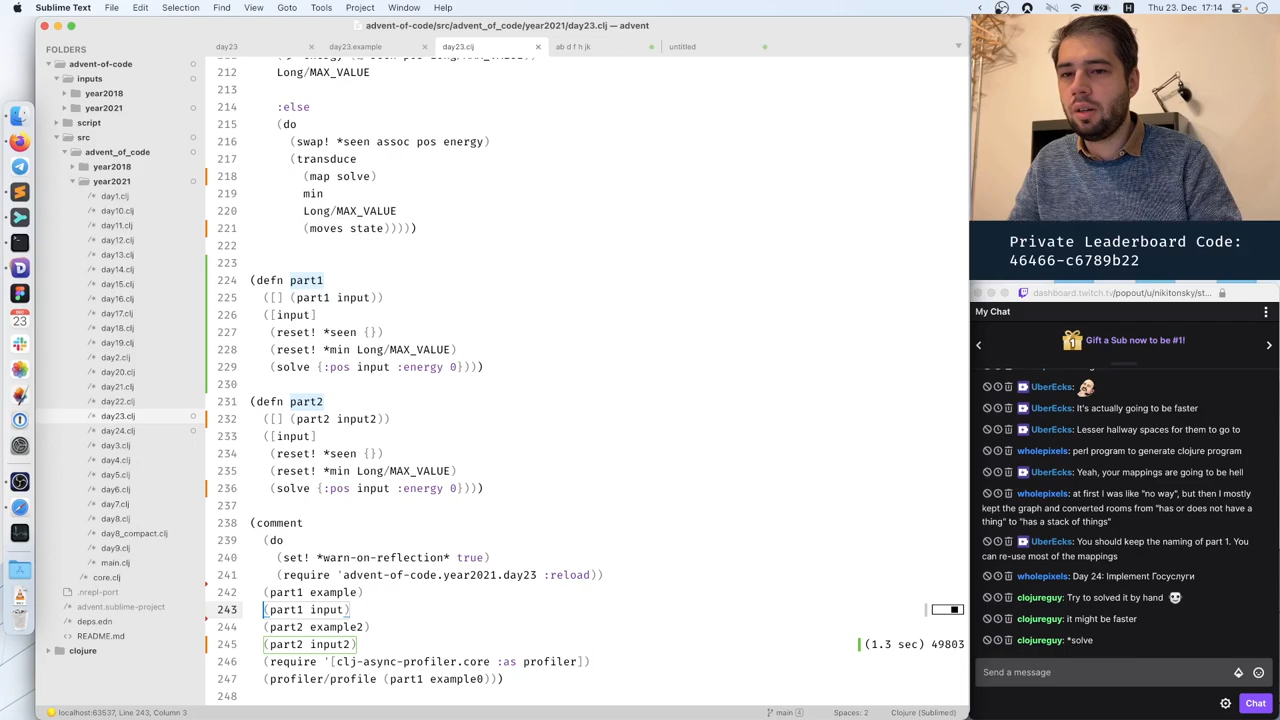 Sublime Text File Edit Selection Find View Goto Tools Project Window Help
Thu 23. Dec 17:14
advent-of-code/src/advent_of_code/year2021/day23.clj — advent
FOLDERS
advent-of-code
inputs
year2018
year2021
script
src
advent_of_code
year2018
year2021
day1.clj
day10.clj
day11.clj
day12.clj
day13.clj
day14.clj
day15.clj
day16.clj
day17.clj
day18.clj
day19.clj
day2.clj
day20.clj
day21.clj
day22.clj
day23.clj
day24.clj
day3.clj
day4.clj
day5.clj
day6.clj
day7.clj
day8.clj
day8_compact.clj
day9.clj
main.clj
core.clj
.nrepl-port
advent.sublime-project
deps.edn
README.md
clojure
day23 day23.example day23.clj ab d f h jk untitled
212 Long/MAX_VALUE
213
214 :else
215 (do
216 (swap! *seen assoc pos energy)
217 (transduce
218 (map solve)
219 min
220 Long/MAX_VALUE
221 (moves state)))))
222
223
224 (defn part1
225 ([] (part1 input))
226 ([input]
227 (reset! *seen {})
228 (reset! *min Long/MAX_VALUE)
229 (solve {:pos input :energy 0})))
230
231 (defn part2
232 ([] (part2 input2))
233 ([input]
234 (reset! *seen {})
235 (reset! *min Long/MAX_VALUE)
236 (solve {:pos input :energy 0})))
237
238 (comment
239 (do
240 (set! *warn-on-reflection* true)
241 (require 'advent-of-code.year2021.day23 :reload))
242 (part1 example)
243 (part1 input)
244 (part2 example2)
245 (part2 input2) (1.3 sec) 49803
246 (require '[clj-async-profiler.core :as profiler])
247 (profiler/profile (part1 example0)))
248
localhost:63537, Line 243, Column 3 main 4 Spaces: 2 Clojure (Sublimed)
Private Leaderboard Code:
46466-c6789b22
dashboard.twitch.tv/popout/u/nikitonsky/st...
My Chat
1 Gift a Sub now to be #1!
UberEcks:
UberEcks: It's actually going to be faster
UberEcks: Lesser hallway spaces for them to go to
wholepixels: perl program to generate clojure program
UberEcks: Yeah, your mappings are going to be hell
wholepixels: at first I was like "no way", but then I mostly
kept the graph and converted rooms from "has or does not have a
thing" to "has a stack of things"
UberEcks: You should keep the naming of part 1. You
can re-use most of the mappings
wholepixels: Day 24: Implement Госуслуги
clojureguy: Try to solved it by hand
clojureguy: it might be faster
clojureguy: *solve
Send a message
Chat
DEC
23